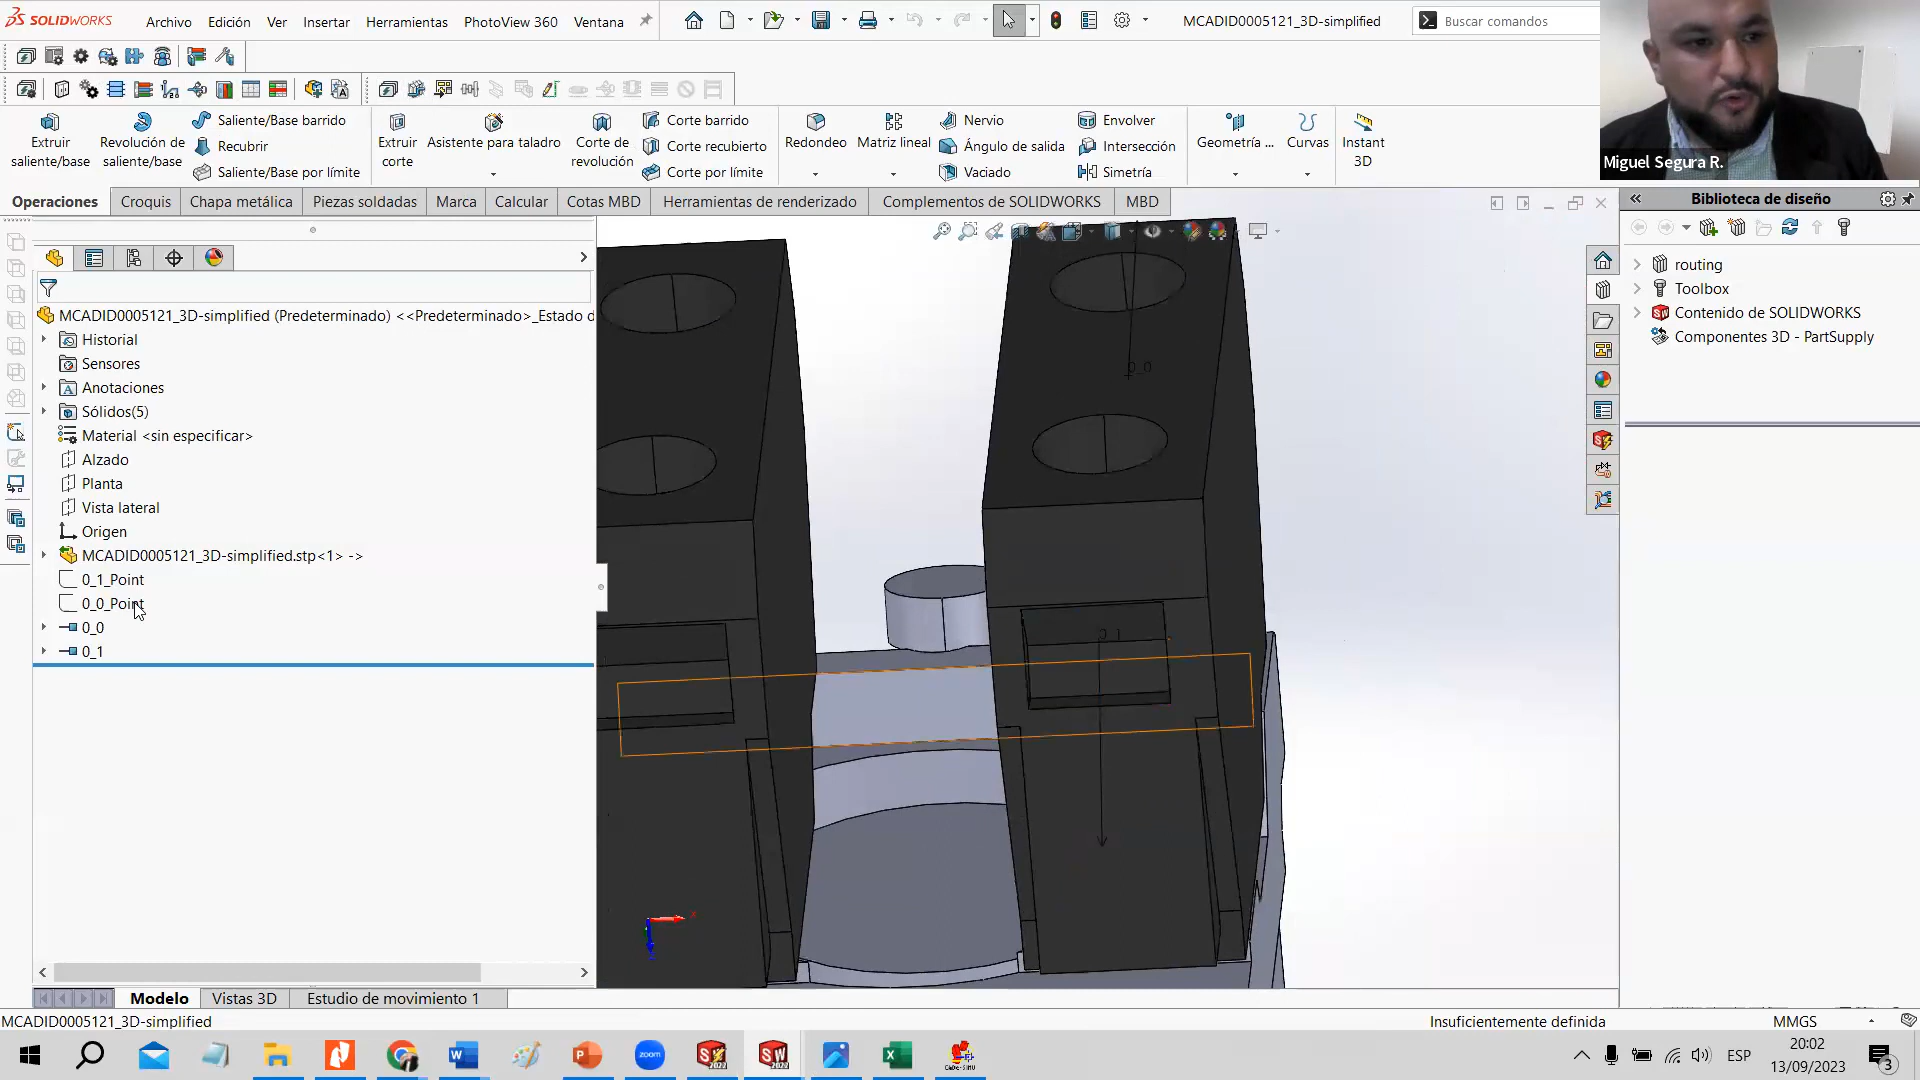 SOLIDWORKS
Archivo Edición Ver Insertar Herramientas PhotoView 360 Ventana
MCADID0005121_3D-simplified
Buscar comandos
Miguel Segura R.
Extruir saliente/base
Revolución de saliente/base
Saliente/Base barrido
Recubrir
Saliente/Base por límite
Extruir corte
Asistente para taladro
Corte de revolución
Corte barrido
Corte recubierto
Corte por límite
Redondeo
Matriz lineal
Nervio
Ángulo de salida
Vaciado
Envolver
Intersección
Simetría
Geometría ...
Curvas
Instant 3D
Operaciones Croquis Chapa metálica Piezas soldadas Marca Calcular Cotas MBD Herramientas de renderizado Complementos de SOLIDWORKS MBD
Biblioteca de diseño
routing
Toolbox
Contenido de SOLIDWORKS
Componentes 3D - PartSupply
MCADID0005121_3D-simplified (Predeterminado) <<Predeterminado>_Estado d
Historial
Sensores
Anotaciones
Sólidos(5)
Material <sin especificar>
Alzado
Planta
Vista lateral
Origen
MCADID0005121_3D-simplified.stp<1> ->
0_1_Point
0_0_Point
0_0
0_1
0_0
0_1
Modelo Vistas 3D Estudio de movimiento 1
MCADID0005121_3D-simplified
Insuficientemente definida
MMGS
ESP
20:02
13/09/2023
3